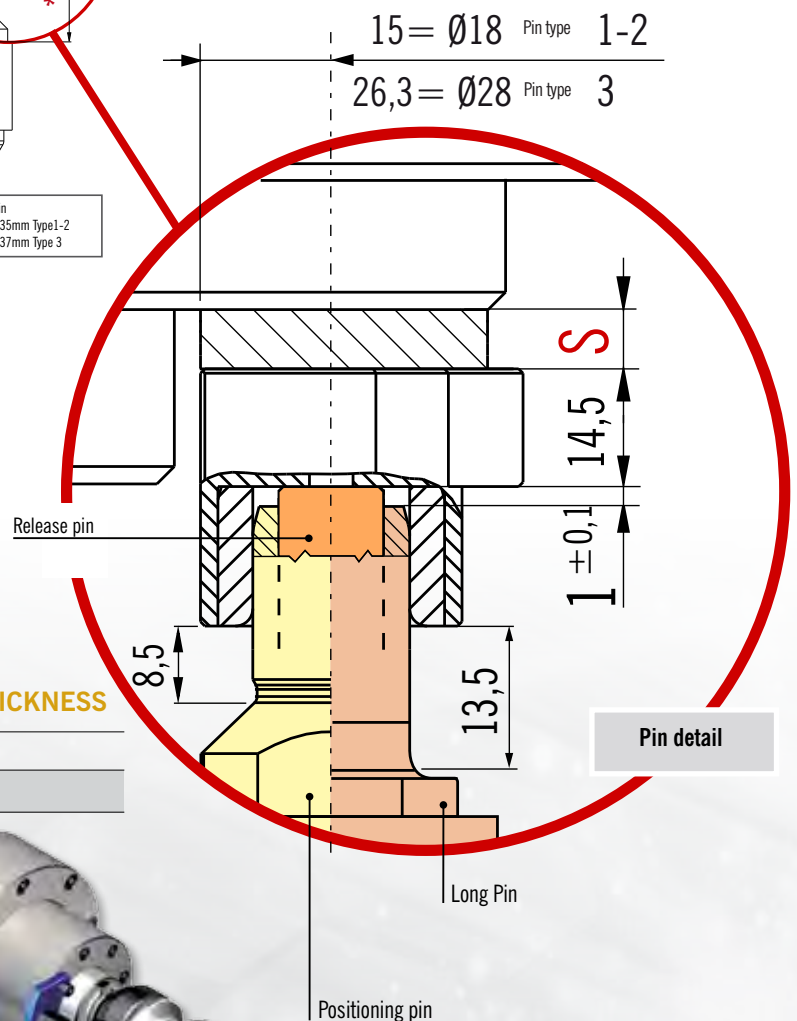 *
15= Ø18 Pin type 1-2
26,3= Ø28 Pin type 3
35mm Type1-2
37mm Type 3
S
14,5
1 ±0,1
Release pin
8,5
13,5
ICKNESS
Pin detail
Long Pin
Positioning pin